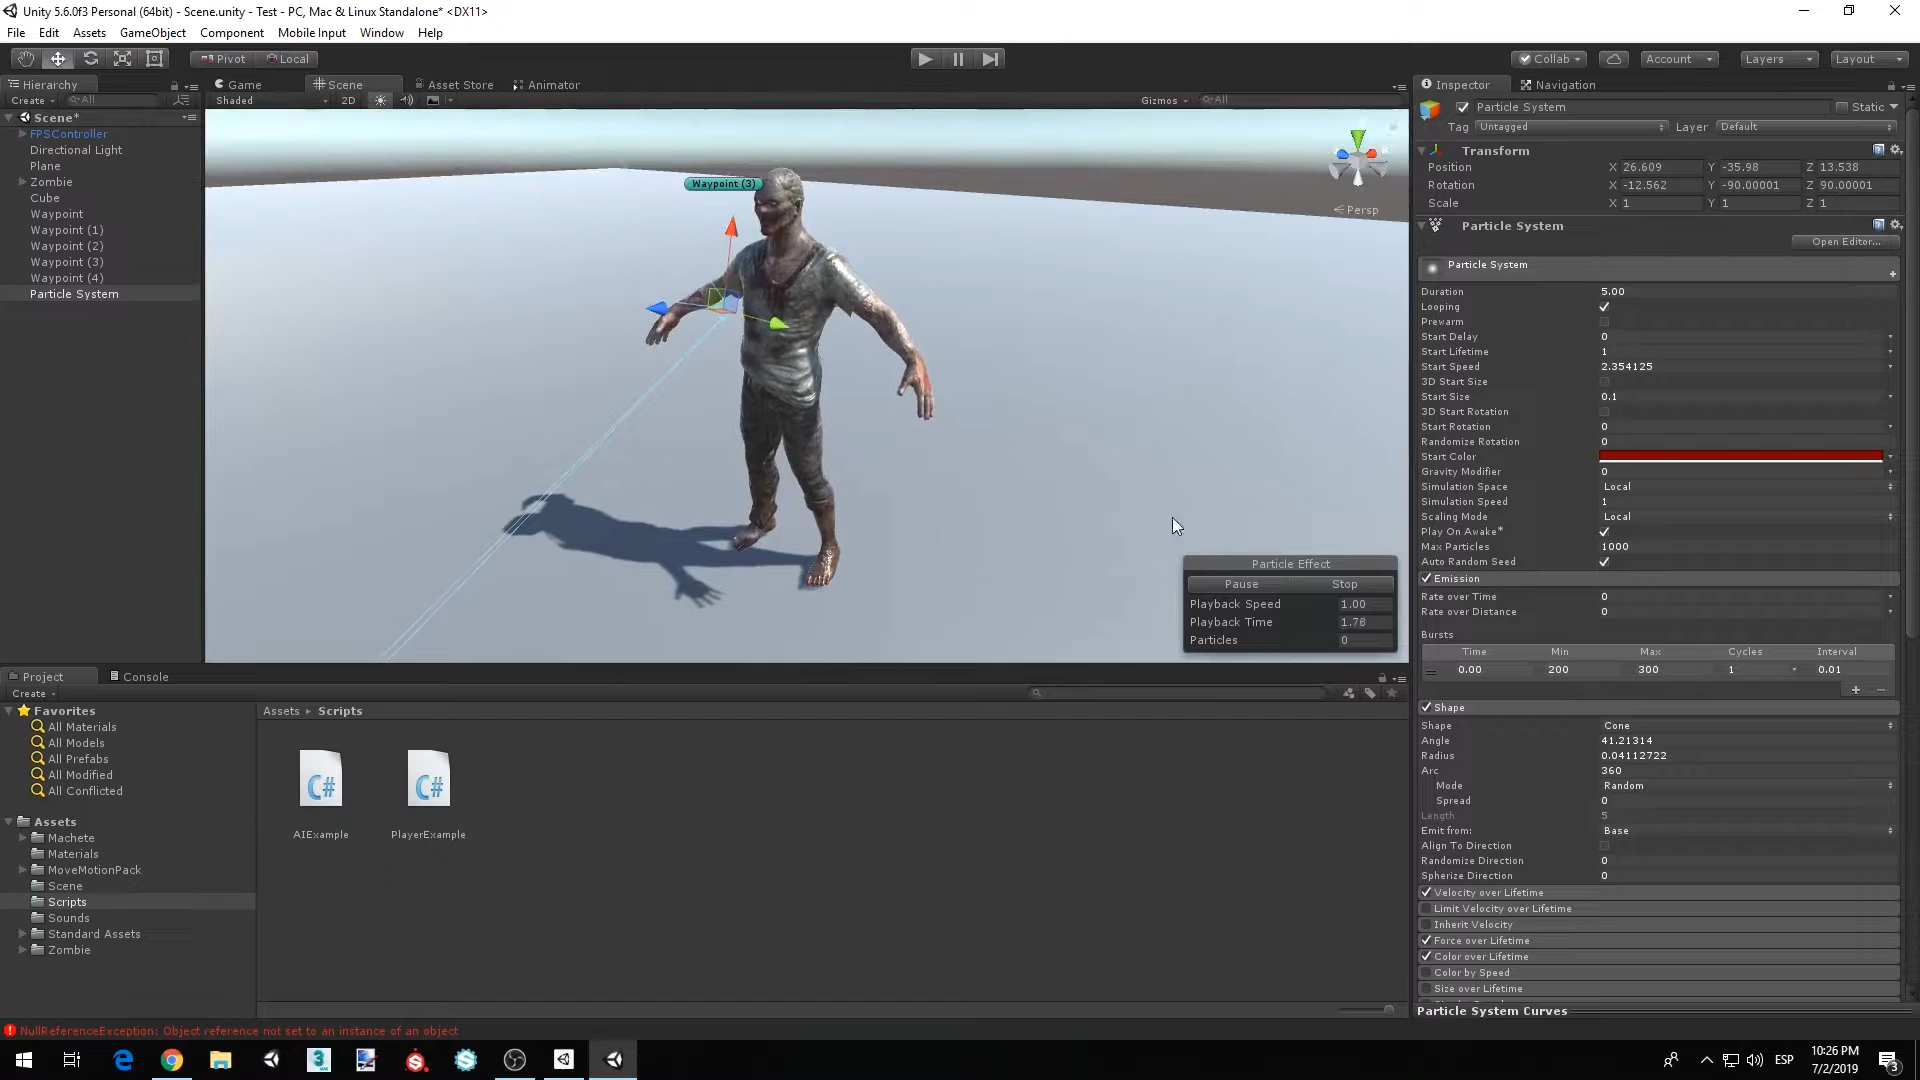 Unity 5.6.0f3 Personal (64bit) - Scene.unity - Test - PC, Mac & Linux Standalone* <DX11>
File Edit Assets GameObject Component Mobile Input Window Help
Pivot Local Collab Account Layers Layout
Hierarchy Game Scene Asset Store Animator Inspector Navigation
Create All Shaded 2D Gizmos All
Scene*
FPSController
Directional Light
Plane
Zombie
Cube
Waypoint
Waypoint (1)
Waypoint (2)
Waypoint (3)
Waypoint (4)
Particle System
Waypoint (3)
Persp
Particle Effect
Pause Stop
Playback Speed 1.00
Playback Time 1.78
Particles 0
Particle System Static
Tag Untagged Layer Default
Transform
Position X 26.609 Y -35.98 Z 13.538
Rotation X -12.562 Y -90.00001 Z 90.00001
Scale X 1 Y 1 Z 1
Particle System
Open Editor...
Particle System
Duration 5.00
Looping
Prewarm
Start Delay 0
Start Lifetime 1
Start Speed 2.354125
3D Start Size
Start Size 0.1
3D Start Rotation
Start Rotation 0
Randomize Rotation 0
Start Color
Gravity Modifier 0
Simulation Space Local
Simulation Speed 1
Scaling Mode Local
Play On Awake*
Max Particles 1000
Auto Random Seed
Emission
Rate over Time 0
Rate over Distance 0
Bursts
Time Min Max Cycles Interval
0.00 200 300 1 0.01
Shape
Shape Cone
Angle 41.21314
Radius 0.04112722
Arc 360
Mode Random
Spread 0
Length 5
Emit from: Base
Align To Direction
Randomize Direction 0
Spherize Direction 0
Velocity over Lifetime
Limit Velocity over Lifetime
Inherit Velocity
Force over Lifetime
Color over Lifetime
Color by Speed
Size over Lifetime
Particle System Curves
Project Console
Create
Favorites
All Materials
All Models
All Prefabs
All Modified
All Conflicted
Assets
Machete
Materials
MoveMotionPack
Scene
Scripts
Sounds
Standard Assets
Zombie
Assets Scripts
C# C#
AIExample PlayerExample
NullReferenceException: Object reference not set to an instance of an object
ESP
10:26 PM
7/2/2019
3